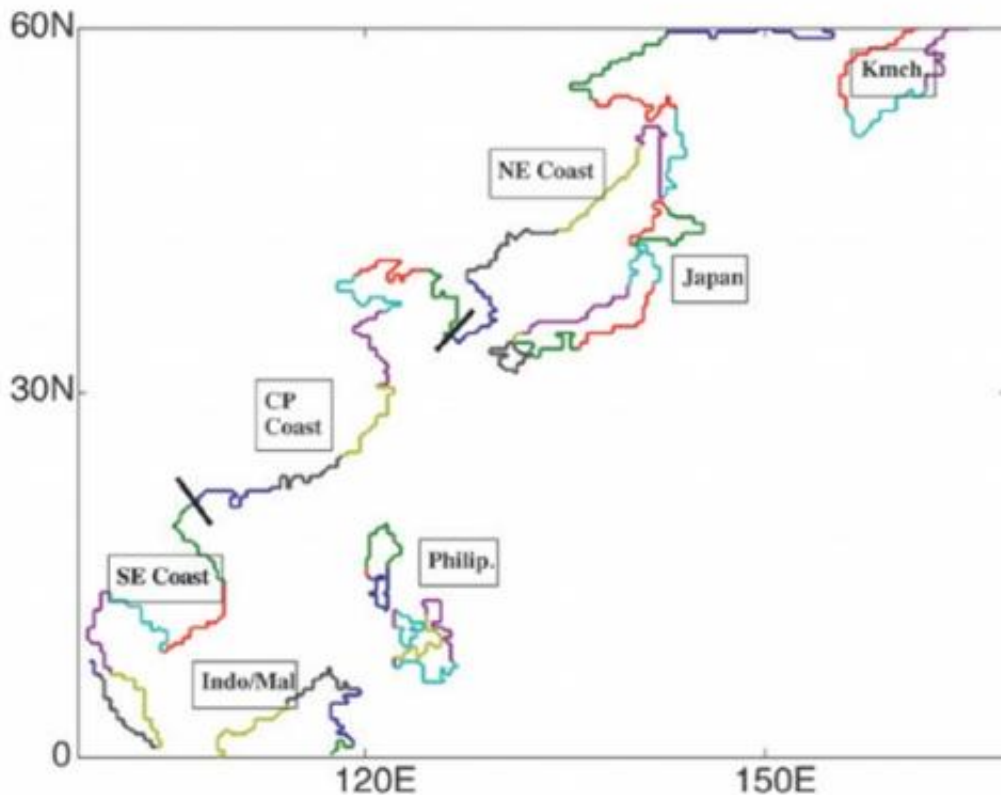 60N
Kmch.
NE Coast
Japan
30N
CP
Coast
Philip.
SE Coast
Indo/Mal
0
120E
150E